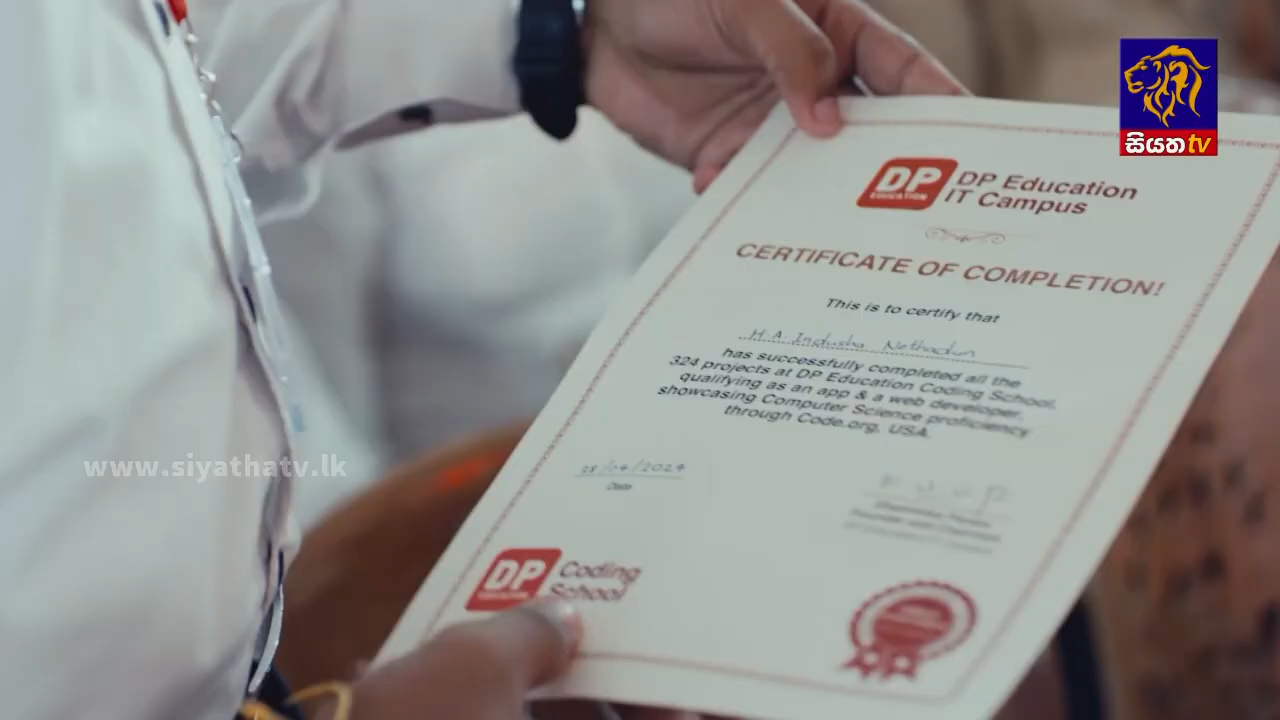 සියත tv
DP
EDUCATION
DP Education
IT Campus
CERTIFICATE OF COMPLETION!
This is to certify that
H.A. Indusha Nethadun
has successfully completed all the
324 projects at DP Education Coding School,
qualifying as an app & a web developer,
showcasing Computer Science proficiency
through Code.org, USA.
www.siyathatv.lk
28/04/2024
Date
DP
Coding
School